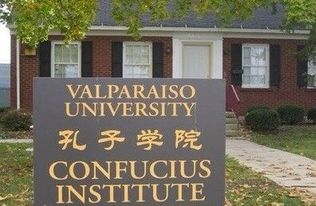 VALPARAISO
UNIVERSITY
孔子学院
CONFUCIUS
INSTITUTE